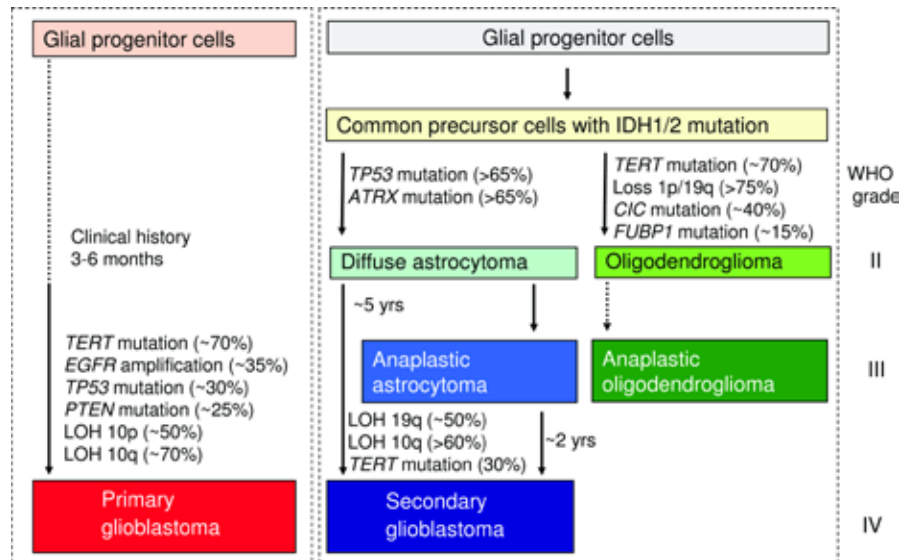 Glial progenitor cells
Clinical history
3-6 months
TERT mutation (~70%)
EGFR amplification (~35%)
TP53 mutation (~30%)
PTEN mutation (~25%)
LOH 10p (~50%)
LOH 10q (~70%)
Primary
glioblastoma
Glial progenitor cells
Common precursor cells with IDH1/2 mutation
TP53 mutation (>65%)
ATRX mutation (>65%)
TERT mutation (~70%)
Loss 1p/19q (>75%)
CIC mutation (~40%)
FUBP1 mutation (~15%)
Diffuse astrocytoma
Oligodendroglioma
~5 yrs
Anaplastic
astrocytoma
Anaplastic
oligodendroglioma
LOH 19q (~50%)
LOH 10q (>60%)
TERT mutation (30%)
~2 yrs
Secondary
glioblastoma
WHO
grade
II
III
IV